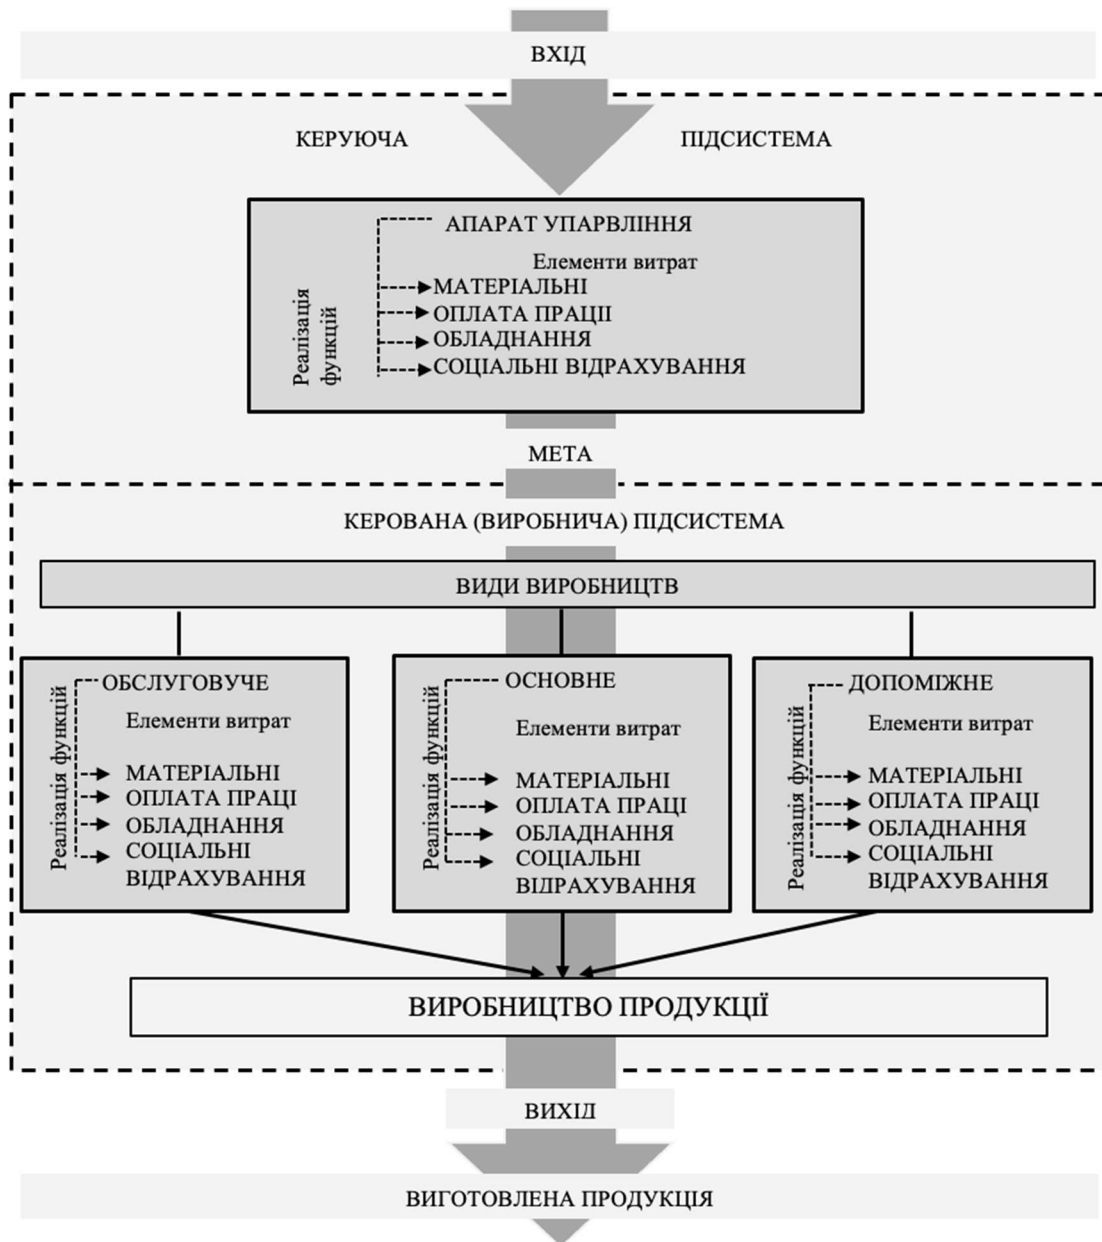 ВХІД
КЕРУЮЧА ПІДСИСТЕМА
АПАРАТ УПАРВЛІННЯ
Елементи витрат
Реалізація
функцій
МАТЕРІАЛЬНІ
ОПЛАТА ПРАЦІІ
ОБЛАДНАННЯ
СОЦІАЛЬНІ ВІДРАХУВАННЯ
МЕТА
КЕРОВАНА (ВИРОБНИЧА) ПІДСИСТЕМА
ВИДИ ВИРОБНИЦТВ
ОБСЛУГОВУЧЕ
Елементи витрат
Реалізація функцій
МАТЕРІАЛЬНІ
ОПЛАТА ПРАЦІ
ОБЛАДНАННЯ
СОЦІАЛЬНІ
ВІДРАХУВАННЯ
ОСНОВНЕ
Елементи витрат
Реалізація функцій
МАТЕРІАЛЬНІ
ОПЛАТА ПРАЦІ
ОБЛАДНАННЯ
СОЦІАЛЬНІ
ВІДРАХУВАННЯ
ДОПОМІЖНЕ
Елементи витрат
Реалізація функцій
МАТЕРІАЛЬНІ
ОПЛАТА ПРАЦІ
ОБЛАДНАННЯ
СОЦІАЛЬНІ
ВІДРАХУВАННЯ
ВИРОБНИЦТВО ПРОДУКЦІЇ
ВИХІД
ВИГОТОВЛЕНА ПРОДУКЦІЯ